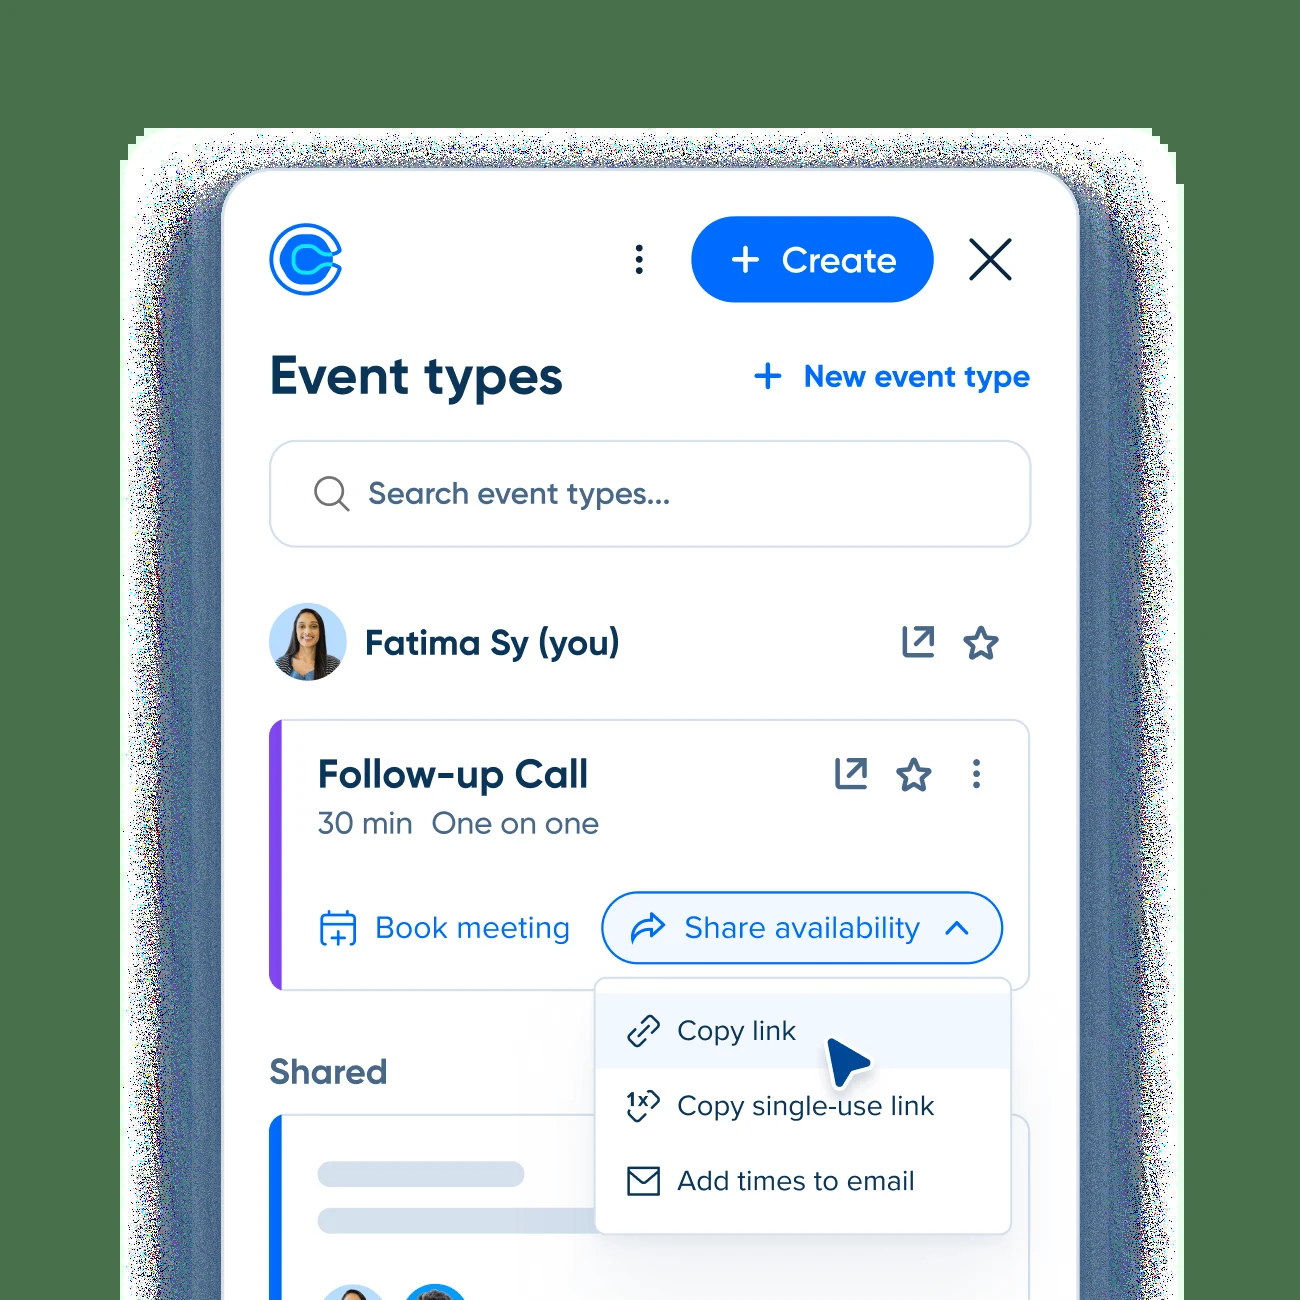 Create
Event types
New event type
Search event types...
Fatima Sy (you)
Follow-up Call
30 min One on one
Book meeting
Share availability
Copy link
Shared
1x
Copy single-use link
Add times to email